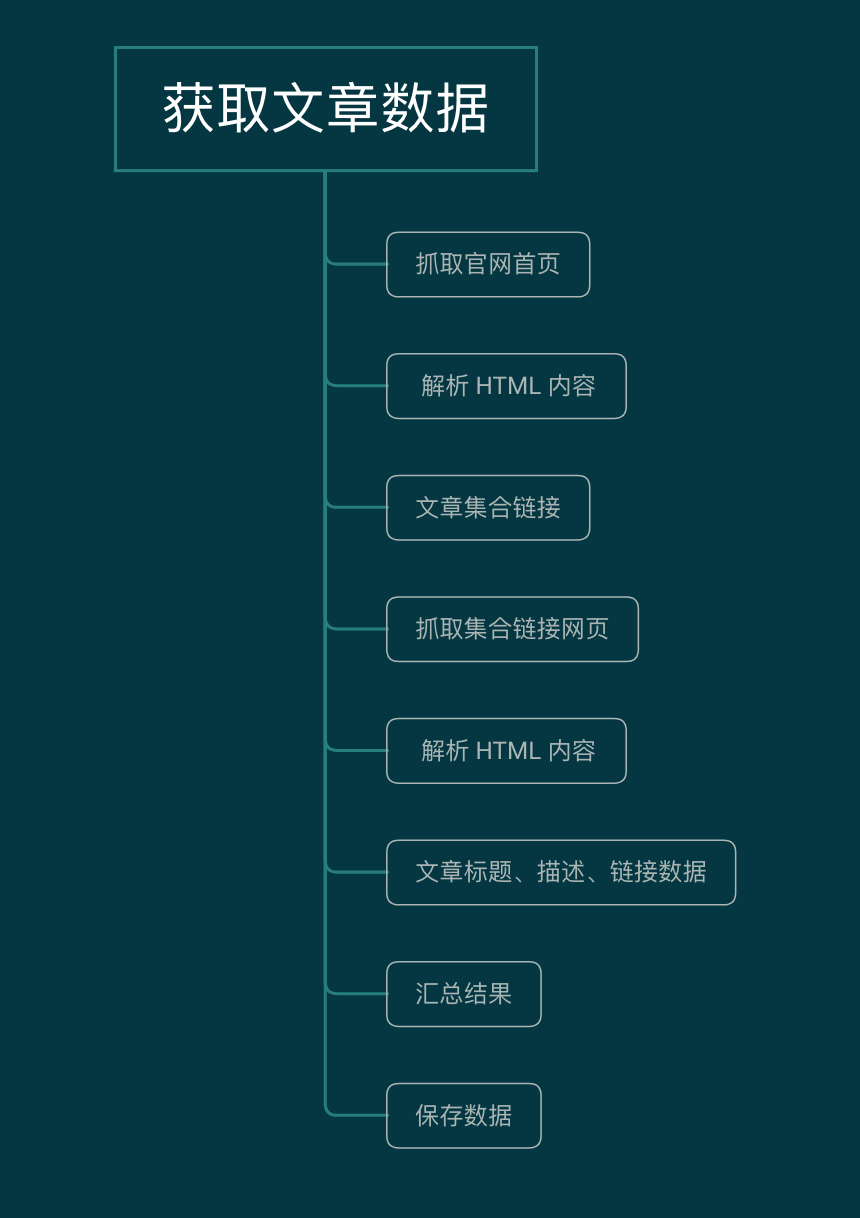 获取文章数据
抓取官网首页
解析 HTML 内容
文章集合链接
抓取集合链接网页
解析 HTML 内容
文章标题、描述、链接数据
汇总结果
保存数据